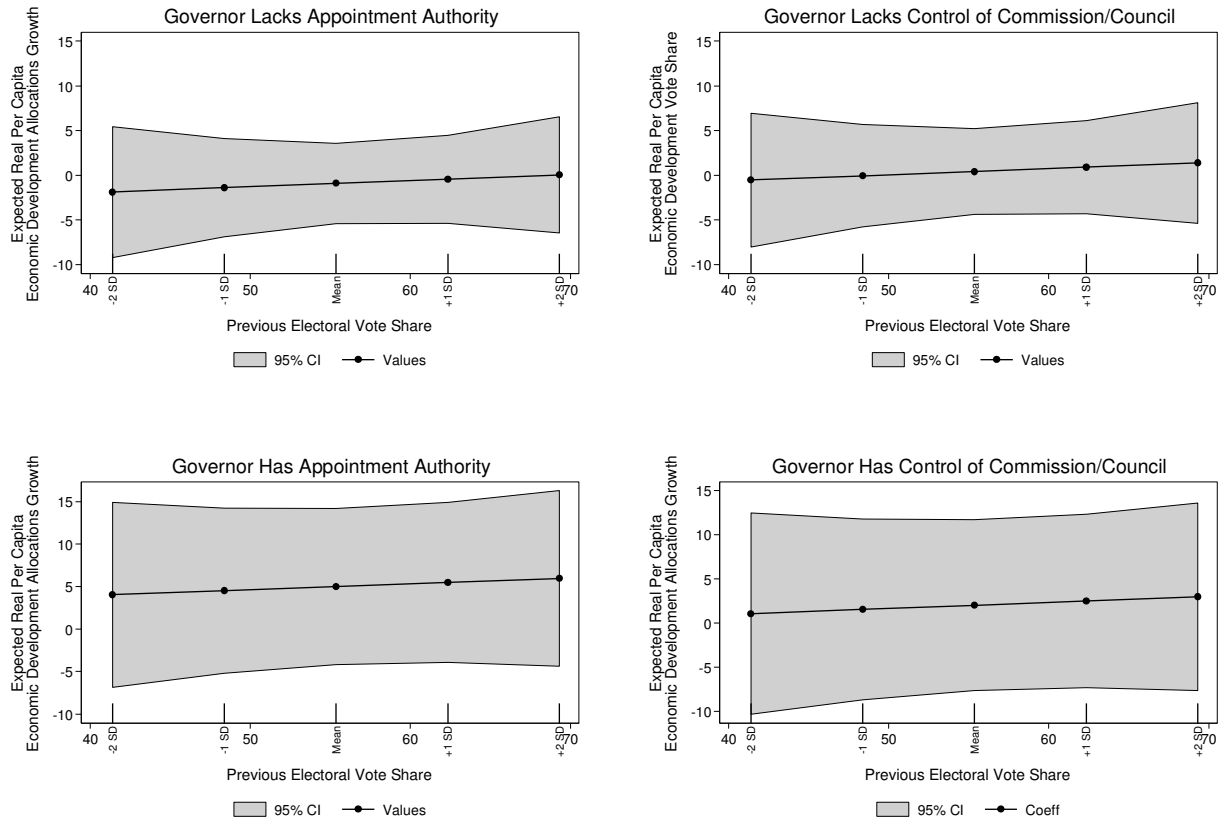 Governor Lacks Appointment Authority
Expected Real Per Capita
Economic Development Allocations Growth
15
10
5
0
-5
-10
40
50
60
70
-2 SD
-1 SD
Mean
+1 SD
+2 SD
Previous Electoral Vote Share
95% CI
Values
Governor Lacks Control of Commission/Council
Expected Real Per Capita
Economic Development Vote Share
15
10
5
0
-5
-10
40
50
60
70
-2 SD
-1 SD
Mean
+1 SD
+2 SD
Previous Electoral Vote Share
95% CI
Values
Governor Has Appointment Authority
Expected Real Per Capita
Economic Development Allocations Growth
15
10
5
0
-5
-10
40
50
60
70
-2 SD
-1 SD
Mean
+1 SD
+2 SD
Previous Electoral Vote Share
95% CI
Values
Governor Has Control of Commission/Council
Expected Real Per Capita
Economic Development Allocations Growth
15
10
5
0
-5
-10
40
50
60
70
-2 SD
-1 SD
Mean
+1 SD
+2 SD
Previous Electoral Vote Share
95% CI
Coeff